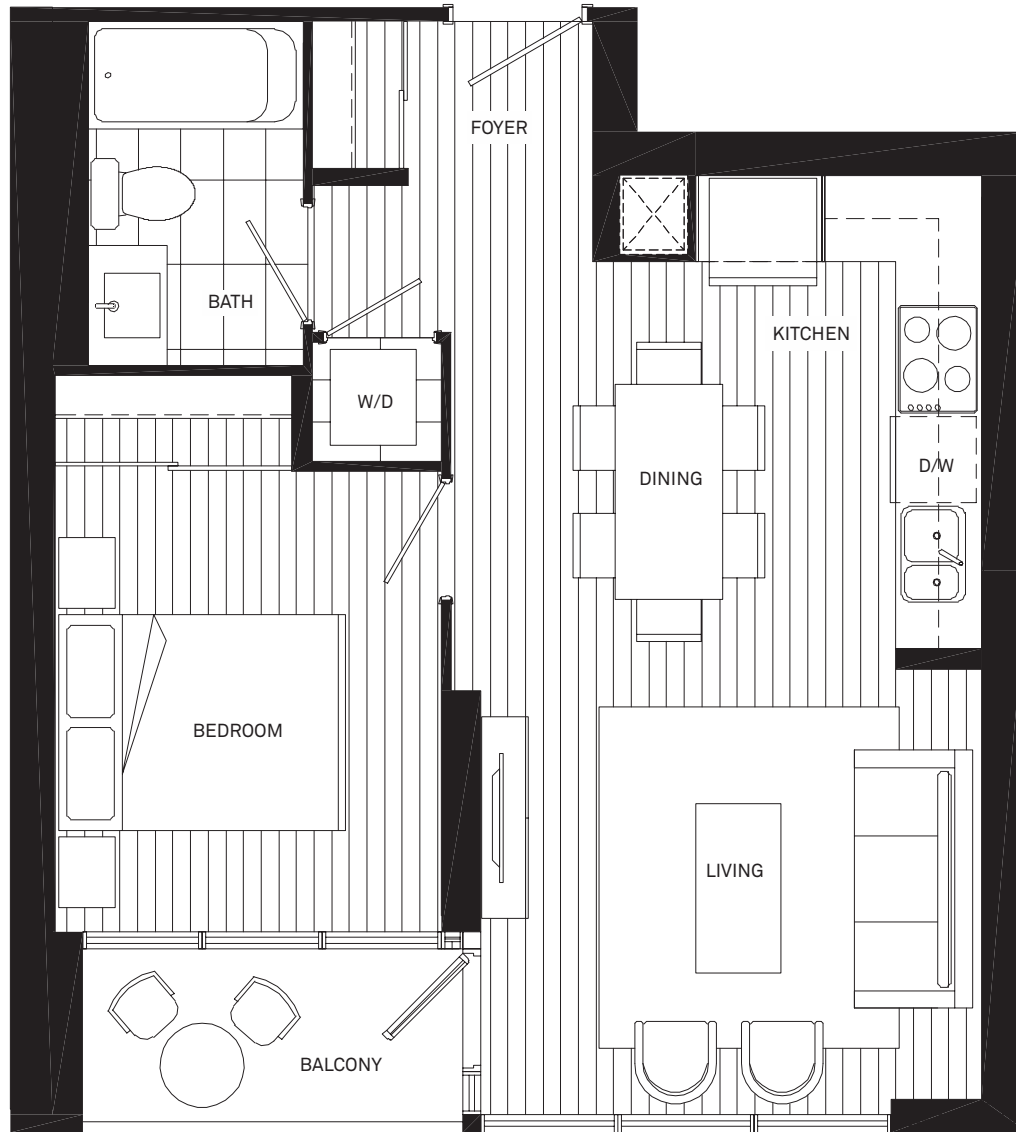 FOYER
BATH
KITCHEN
W/D
D/W
DINING
BEDROOM
LIVING
BALCONY